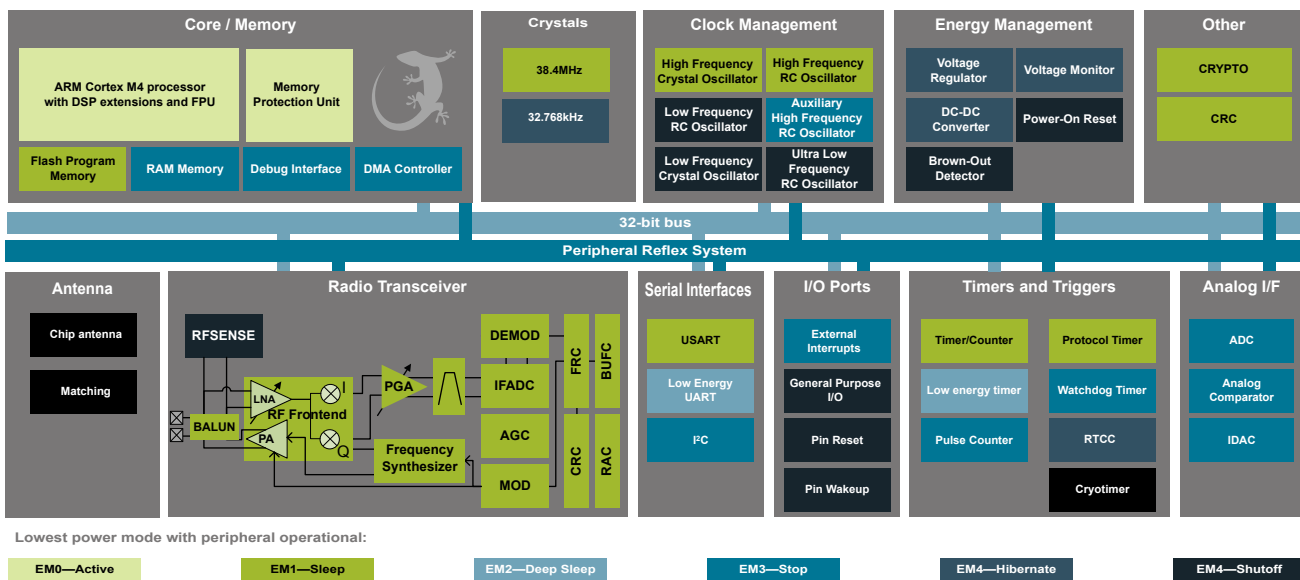 Core / Memory
ARM Cortex M4 processor
with DSP extensions and FPU
Memory
Protection Unit
Flash Program
Memory
RAM Memory
Debug Interface
DMA Controller
Crystals
38.4MHz
32.768kHz
Clock Management
High Frequency
Crystal Oscillator
High Frequency
RC Oscillator
Low Frequency
RC Oscillator
Auxiliary
High Frequency
RC Oscillator
Low Frequency
Crystal Oscillator
Ultra Low
Frequency
RC Oscillator
Energy Management
Voltage
Regulator
Voltage Monitor
DC-DC
Converter
Power-On Reset
Brown-Out
Detector
Other
CRYPTO
CRC
32-bit bus
Peripheral Reflex System
Antenna
Chip antenna
Matching
Radio Transceiver
RFSENSE
BALUN
LNA
RF Frontend
PA
I
Q
PGA
Frequency
Synthesizer
DEMOD
IFADC
AGC
MOD
FRC
BUFC
CRC
RAC
Serial Interfaces
USART
Low Energy
UART
I²C
I/O Ports
External
Interrupts
General Purpose
I/O
Pin Reset
Pin Wakeup
Timers and Triggers
Timer/Counter
Protocol Timer
Low energy timer
Watchdog Timer
Pulse Counter
RTCC
Cryotimer
Analog I/F
ADC
Analog
Comparator
IDAC
Lowest power mode with peripheral operational:
EM0—Active
EM1—Sleep
EM2—Deep Sleep
EM3—Stop
EM4—Hibernate
EM4—Shutoff